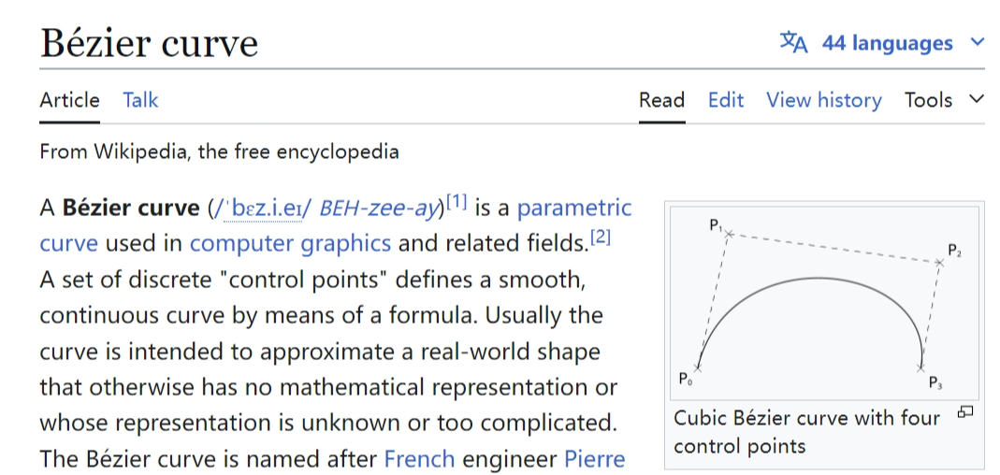 Bézier curve
文A 44 languages
Article Talk Read Edit View history Tools
From Wikipedia, the free encyclopedia
A Bézier curve (/ˈbɛz.i.eɪ/ BEH-zee-ay)[1] is a parametric
curve used in computer graphics and related fields.[2]
A set of discrete "control points" defines a smooth,
continuous curve by means of a formula. Usually the
curve is intended to approximate a real-world shape
that otherwise has no mathematical representation or
whose representation is unknown or too complicated.
The Bézier curve is named after French engineer Pierre
P₁
P₂
P₀
P₃
Cubic Bézier curve with four
control points